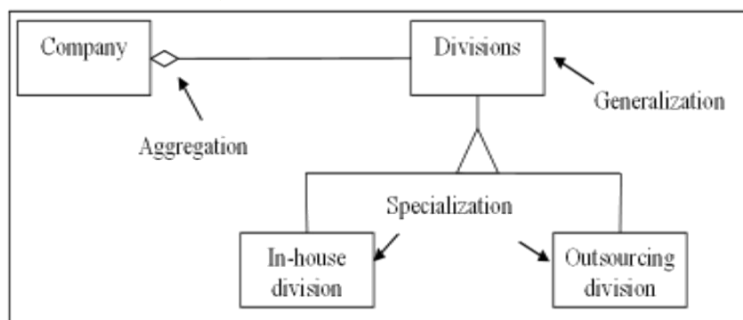 Company
Divisions
Generalization
Aggregation
Specialization
In-house
division
Outsourcing
division